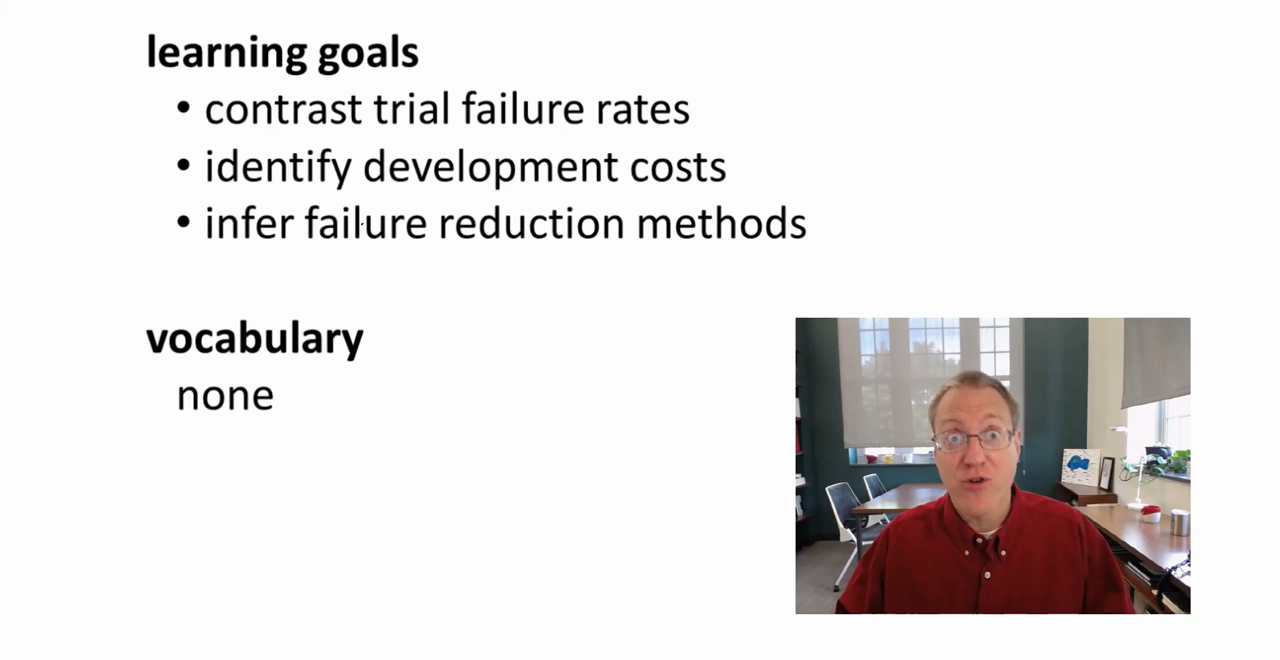 learning goals
• contrast trial failure rates
• identify development costs
• infer failure reduction methods
vocabulary
none